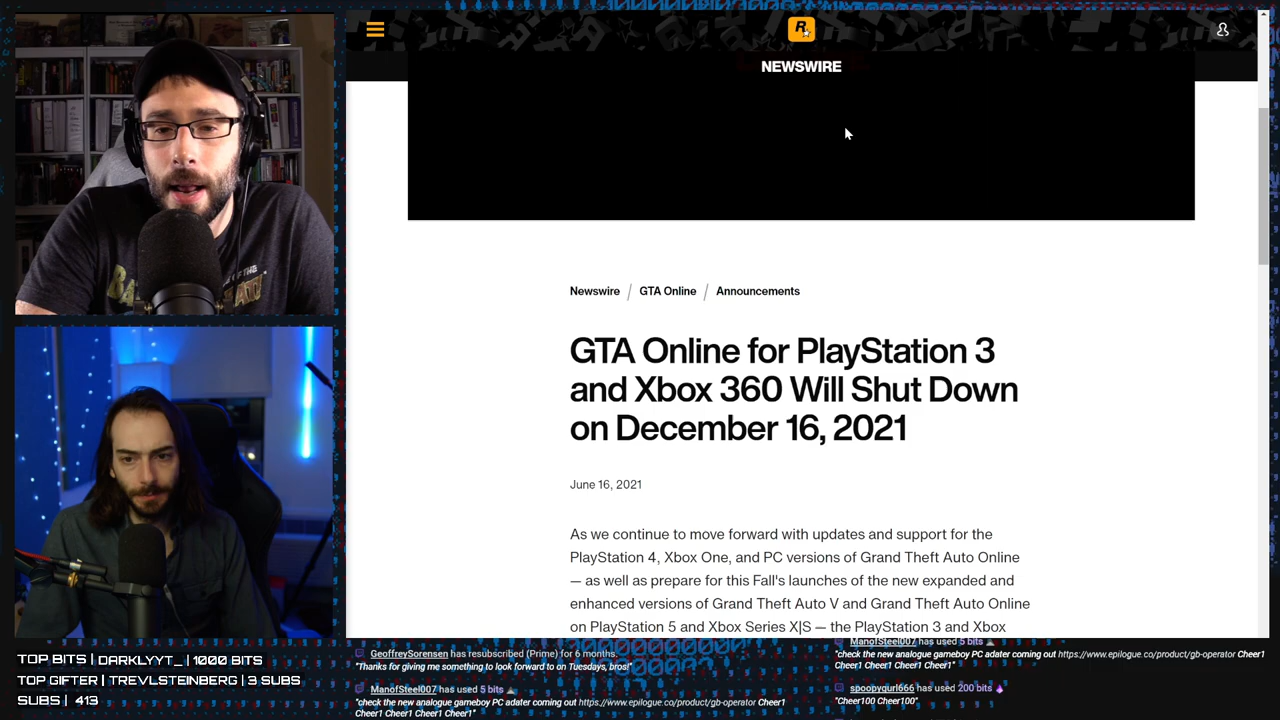 NEWSWIRE
Newswire / GTA Online / Announcements
GTA Online for PlayStation 3
and Xbox 360 Will Shut Down
on December 16, 2021
June 16, 2021
As we continue to move forward with updates and support for the
PlayStation 4, Xbox One, and PC versions of Grand Theft Auto Online
— as well as prepare for this Fall's launches of the new expanded and
enhanced versions of Grand Theft Auto V and Grand Theft Auto Online
on PlayStation 5 and Xbox Series X|S — the PlayStation 3 and Xbox
TOP BITS | DARKLYYT_ | 1000 BITS
TOP GIFTER | TREVLSTEINBERG | 3 SUBS
SUBS | 413
GeoffreySorensen has resubscribed (Prime) for 6 months.
"Thanks for giving me something to look forward to on Tuesdays, bros!"
ManofSteel007 has used 5 bits
"check the new analogue gameboy PC adater coming out https://www.epilogue.co/product/gb-operator Cheer1
Cheer1 Cheer1 Cheer1 Cheer1"
ManofSteel007 has used 5 bits
"check the new analogue gameboy PC adater coming out https://www.epilogue.co/product/gb-operator Cheer1
Cheer1 Cheer1 Cheer1 Cheer1"
spoopygurl666 has used 200 bits
"Cheer100 Cheer100"